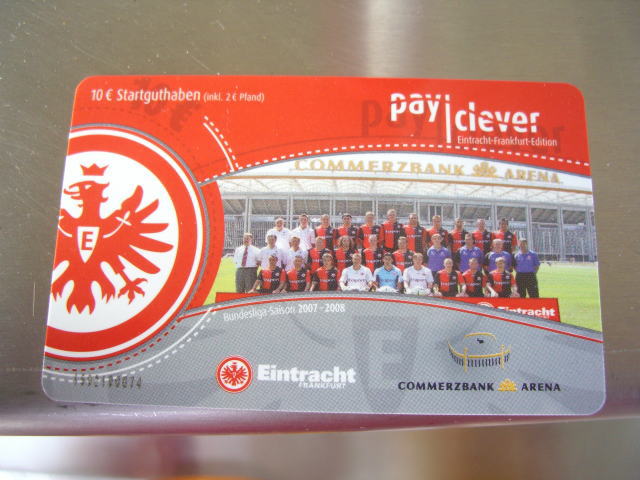 10 € Startguthaben (inkl. 2 € Pfand)
pay|clever
Eintracht-Frankfurt-Edition
COMMERZBANK ARENA
E
Eintracht
Bundesliga-Saison 2007-2008
Eintracht
FRANKFURT
COMMERZBANK ARENA